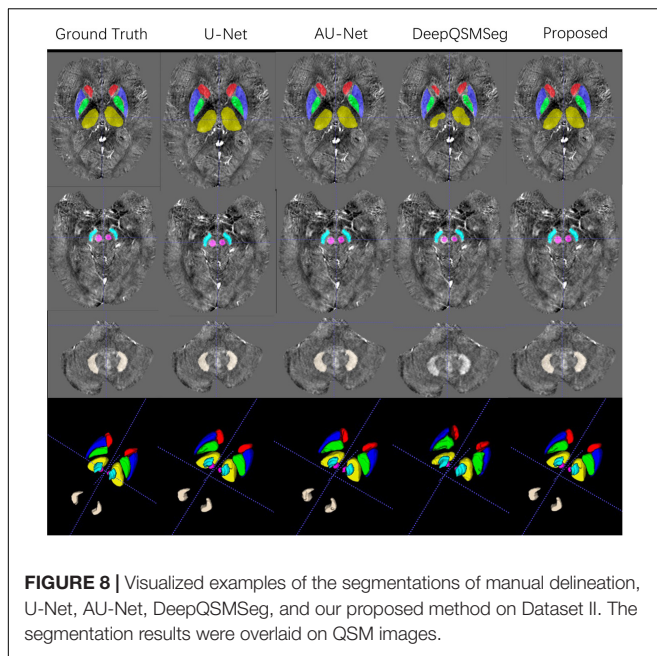 Ground Truth U-Net AU-Net DeepQSMSeg Proposed
FIGURE 8 | Visualized examples of the segmentations of manual delineation,
U-Net, AU-Net, DeepQSMSeg, and our proposed method on Dataset II. The
segmentation results were overlaid on QSM images.